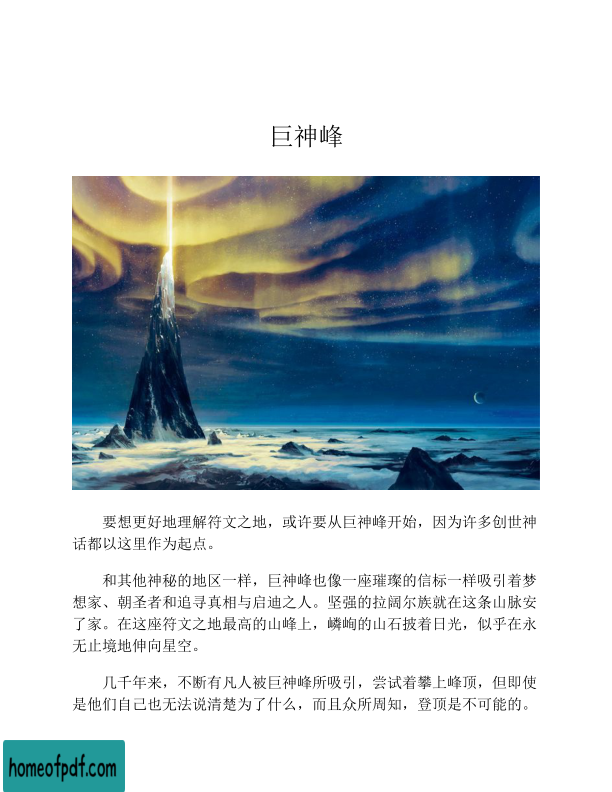 巨神峰
要想更好地理解符文之地，或许要从巨神峰开始，因为许多创世神
话都以这里作为起点。
和其他神秘的地区一样，巨神峰也像一座璀璨的信标一样吸引着梦
想家、朝圣者和追寻真相与启迪之人。坚强的拉阔尔族就在这条山脉安
了家。在这座符文之地最高的山峰上，嶙峋的山石披着日光，似乎在永
无止境地伸向星空。
几千年来，不断有凡人被巨神峰所吸引，尝试着攀上峰顶，但即使
是他们自己也无法说清楚为了什么，而且众所周知，登顶是不可能的。
homeofpdf.com